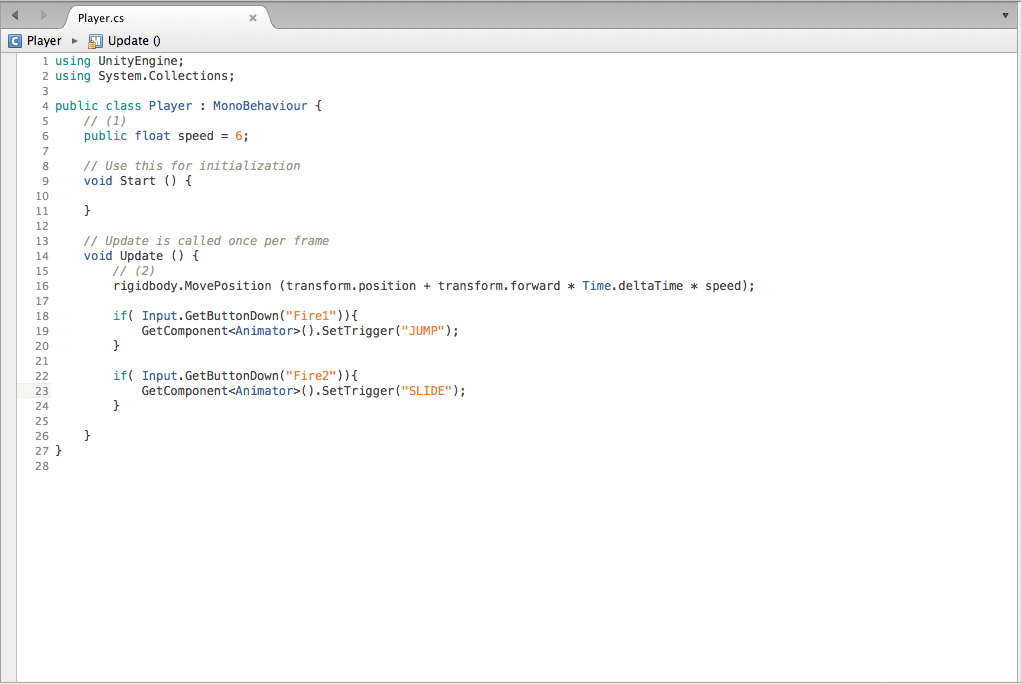 Player.cs
Player ▸ Update ()
1 using UnityEngine;
2 using System.Collections;
3
4 public class Player : MonoBehaviour {
5     // (1)
6     public float speed = 6;
7
8     // Use this for initialization
9     void Start () {
10
11     }
12
13     // Update is called once per frame
14     void Update () {
15         // (2)
16         rigidbody.MovePosition (transform.position + transform.forward * Time.deltaTime * speed);
17
18         if( Input.GetButtonDown("Fire1")){
19             GetComponent<Animator>().SetTrigger("JUMP");
20         }
21
22         if( Input.GetButtonDown("Fire2")){
23             GetComponent<Animator>().SetTrigger("SLIDE");
24         }
25
26     }
27 }
28